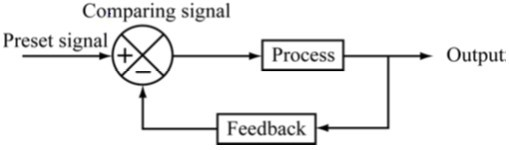 Comparing signal
Preset signal
+
−
Process
Output
Feedback